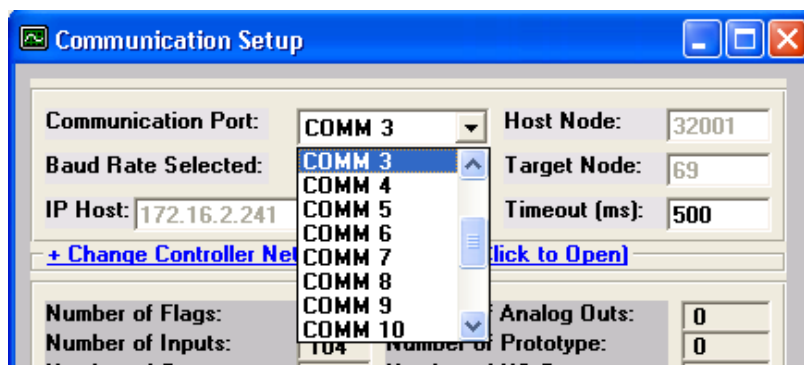 Communication Setup
Communication Port: COMM 3 Host Node: 32001
Baud Rate Selected: Target Node: 69
IP Host: 172.16.2.241 Timeout (ms): 500
COMM 3
COMM 4
COMM 5
COMM 6
COMM 7
COMM 8
COMM 9
COMM 10
+ Change Controller Net lick to Open)
Number of Flags: Analog Outs: 0
Number of Inputs: 104 Number of Prototype: 0